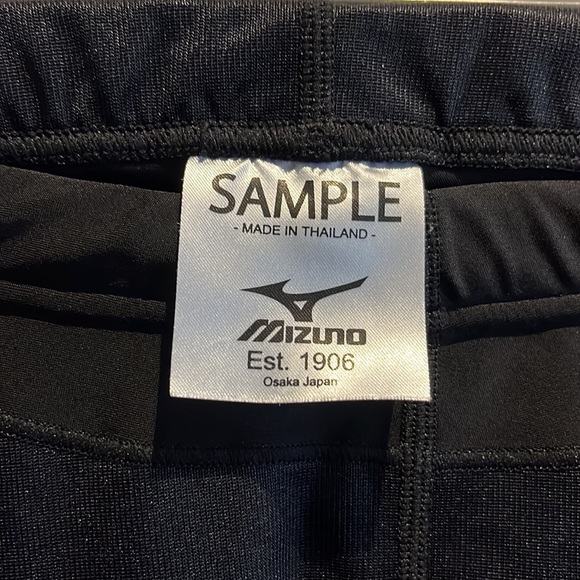 SAMPLE
- MADE IN THAILAND -
MIZUNO
Est. 1906
Osaka Japan